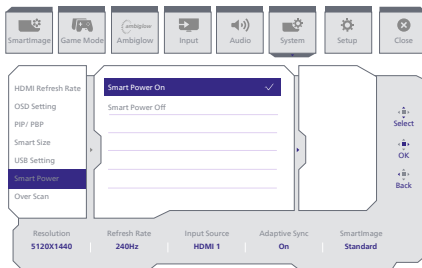 ambiglow
SmartImage Game Mode Ambiglow Input Audio System Setup Close
HDMI Refresh Rate
OSD Setting
PIP/ PBP
Smart Size
USB Setting
Smart Power
Over Scan
Smart Power On
Smart Power Off
Select
OK
Back
Resolution Refresh Rate Input Source Adaptive Sync SmartImage
5120X1440 240Hz HDMI 1 On Standard